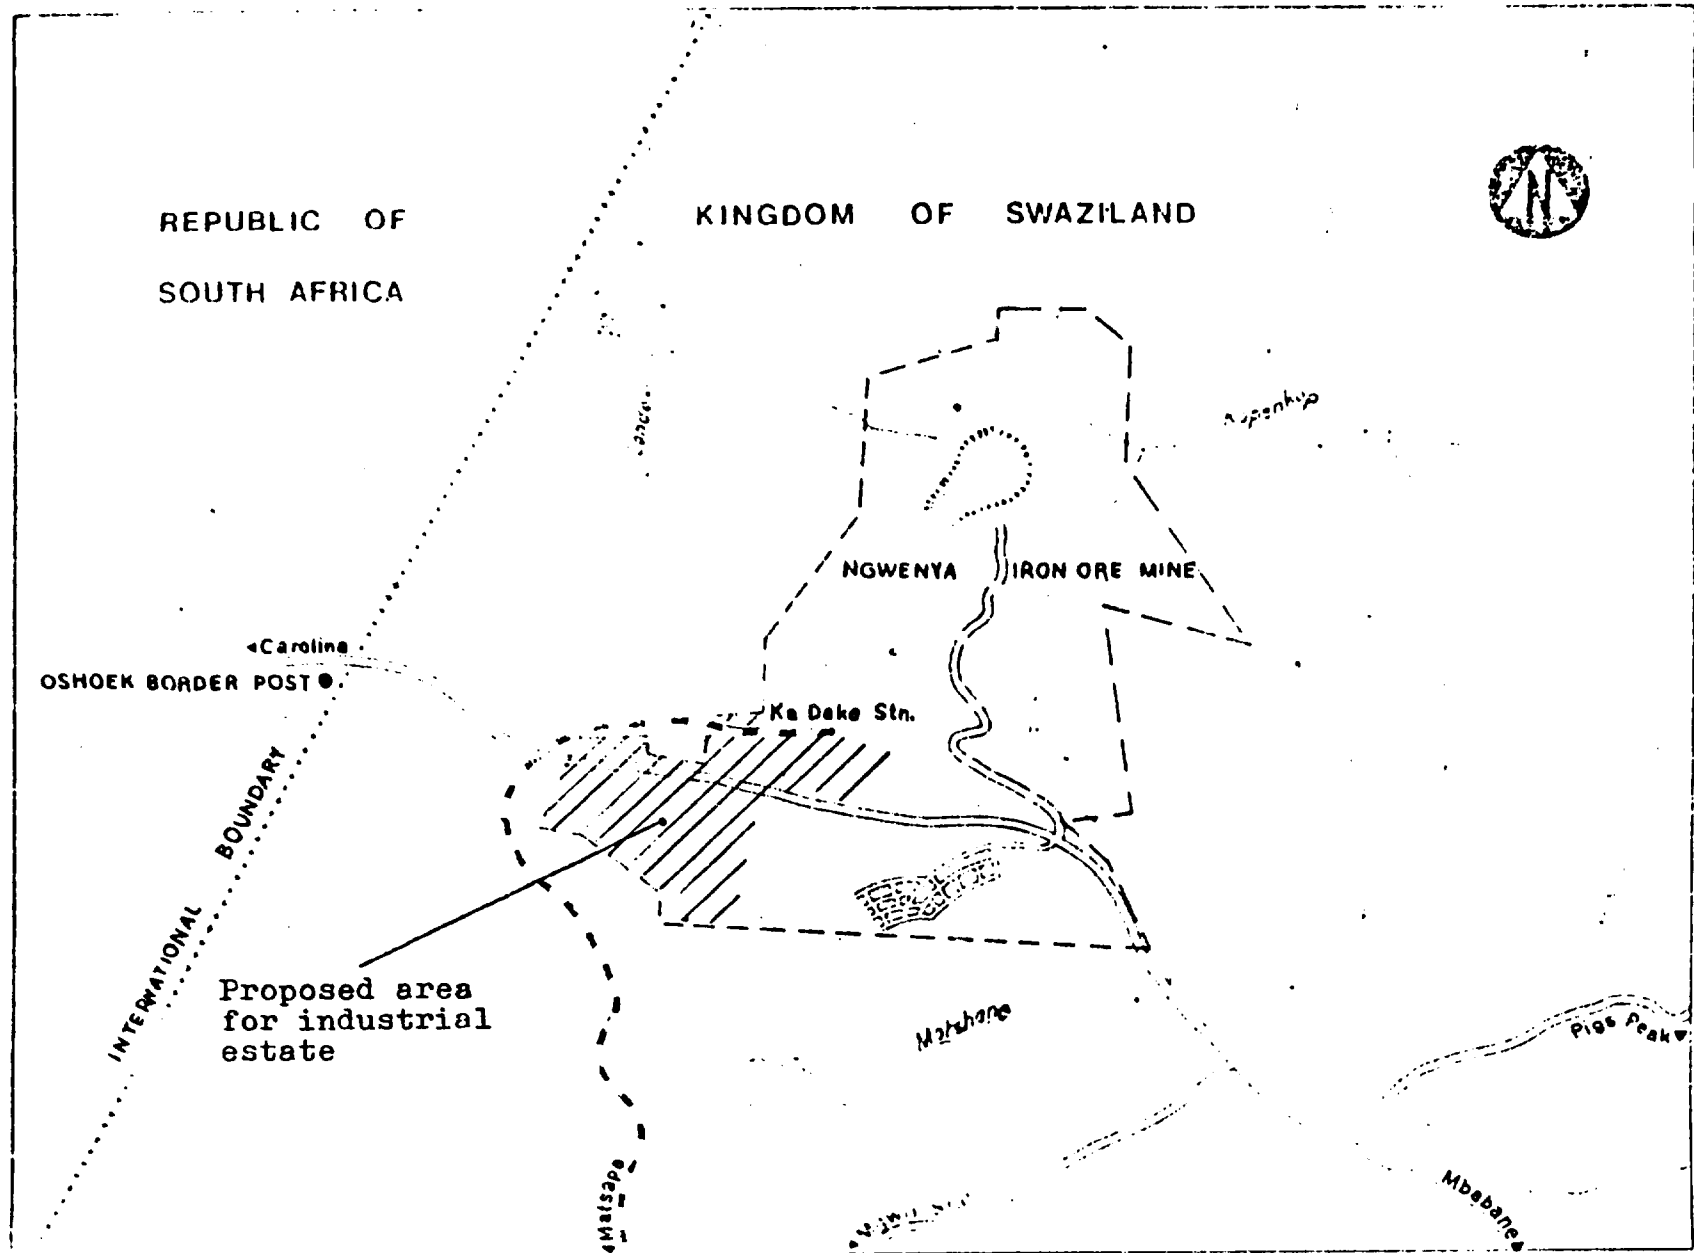 REPUBLIC OF
SOUTH AFRICA
KINGDOM OF SWAZILAND
N
NGWENYA IRON ORE MINE
Carolina
OSHOEK BORDER POST
Ka Dake Stn.
INTERNATIONAL BOUNDARY
Proposed area
for industrial
estate
Motshane
Pigs Peak
Matsapa
Mbabane